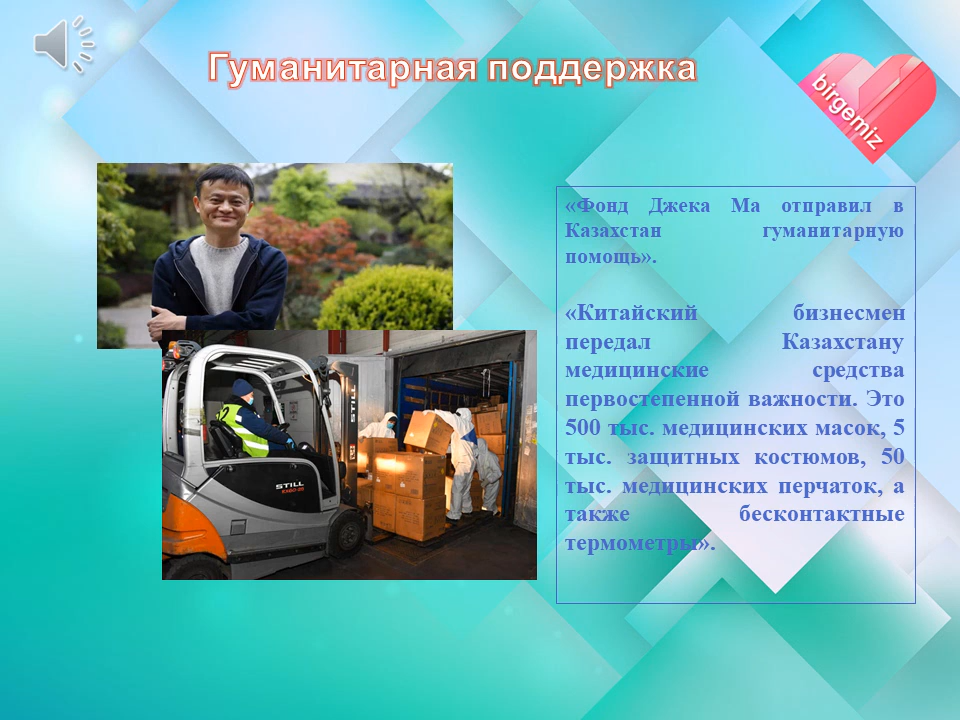 Гуманитарная поддержка
birgemiz
«Фонд Джека Ма отправил в
Казахстан гуманитарную
помощь».
«Китайский бизнесмен
передал Казахстану
медицинские средства
первостепенной важности. Это
500 тыс. медицинских масок, 5
тыс. защитных костюмов, 50
тыс. медицинских перчаток, а
также бесконтактные
термометры».
STILL
STILL